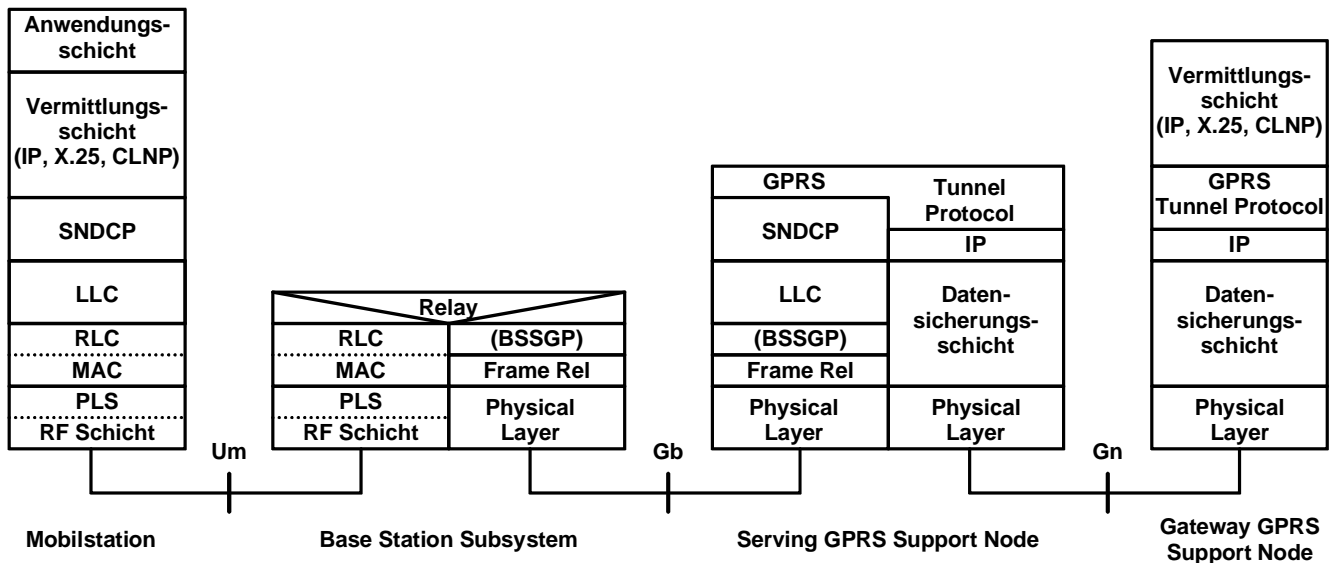 Anwendungs-
schicht
Vermittlungs-
schicht
(IP, X.25, CLNP)
SNDCP
LLC
RLC
MAC
PLS
RF Schicht
Um
Mobilstation
Relay
RLC
MAC
PLS
RF Schicht
(BSSGP)
Frame Rel
Physical
Layer
Gb
Base Station Subsystem
GPRS
SNDCP
LLC
(BSSGP)
Frame Rel
Physical
Layer
Tunnel
Protocol
IP
Daten-
sicherungs-
schicht
Physical
Layer
Gn
Serving GPRS Support Node
Vermittlungs-
schicht
(IP, X.25, CLNP)
GPRS
Tunnel Protocol
IP
Daten-
sicherungs-
schicht
Physical
Layer
Gateway GPRS
Support Node